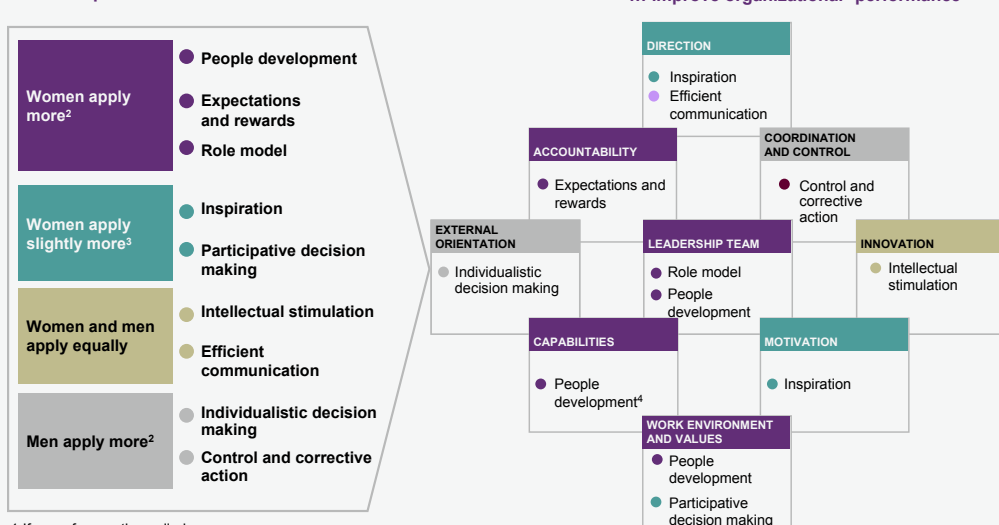 ... improve organizational performance
Women apply
more²
People development
Expectations
and rewards
Role model
Women apply
slightly more³
Inspiration
Participative decision
making
Women and men
apply equally
Intellectual stimulation
Efficient
communication
Men apply more²
Individualistic decision
making
Control and corrective
action
DIRECTION
Inspiration
Efficient
communication
ACCOUNTABILITY
Expectations and
rewards
COORDINATION
AND CONTROL
Control and
corrective
action
EXTERNAL
ORIENTATION
Individualistic
decision making
LEADERSHIP TEAM
Role model
People
development
INNOVATION
Intellectual
stimulation
CAPABILITIES
People
development⁴
MOTIVATION
Inspiration
WORK ENVIRONMENT
AND VALUES
People
development
Participative
decision making